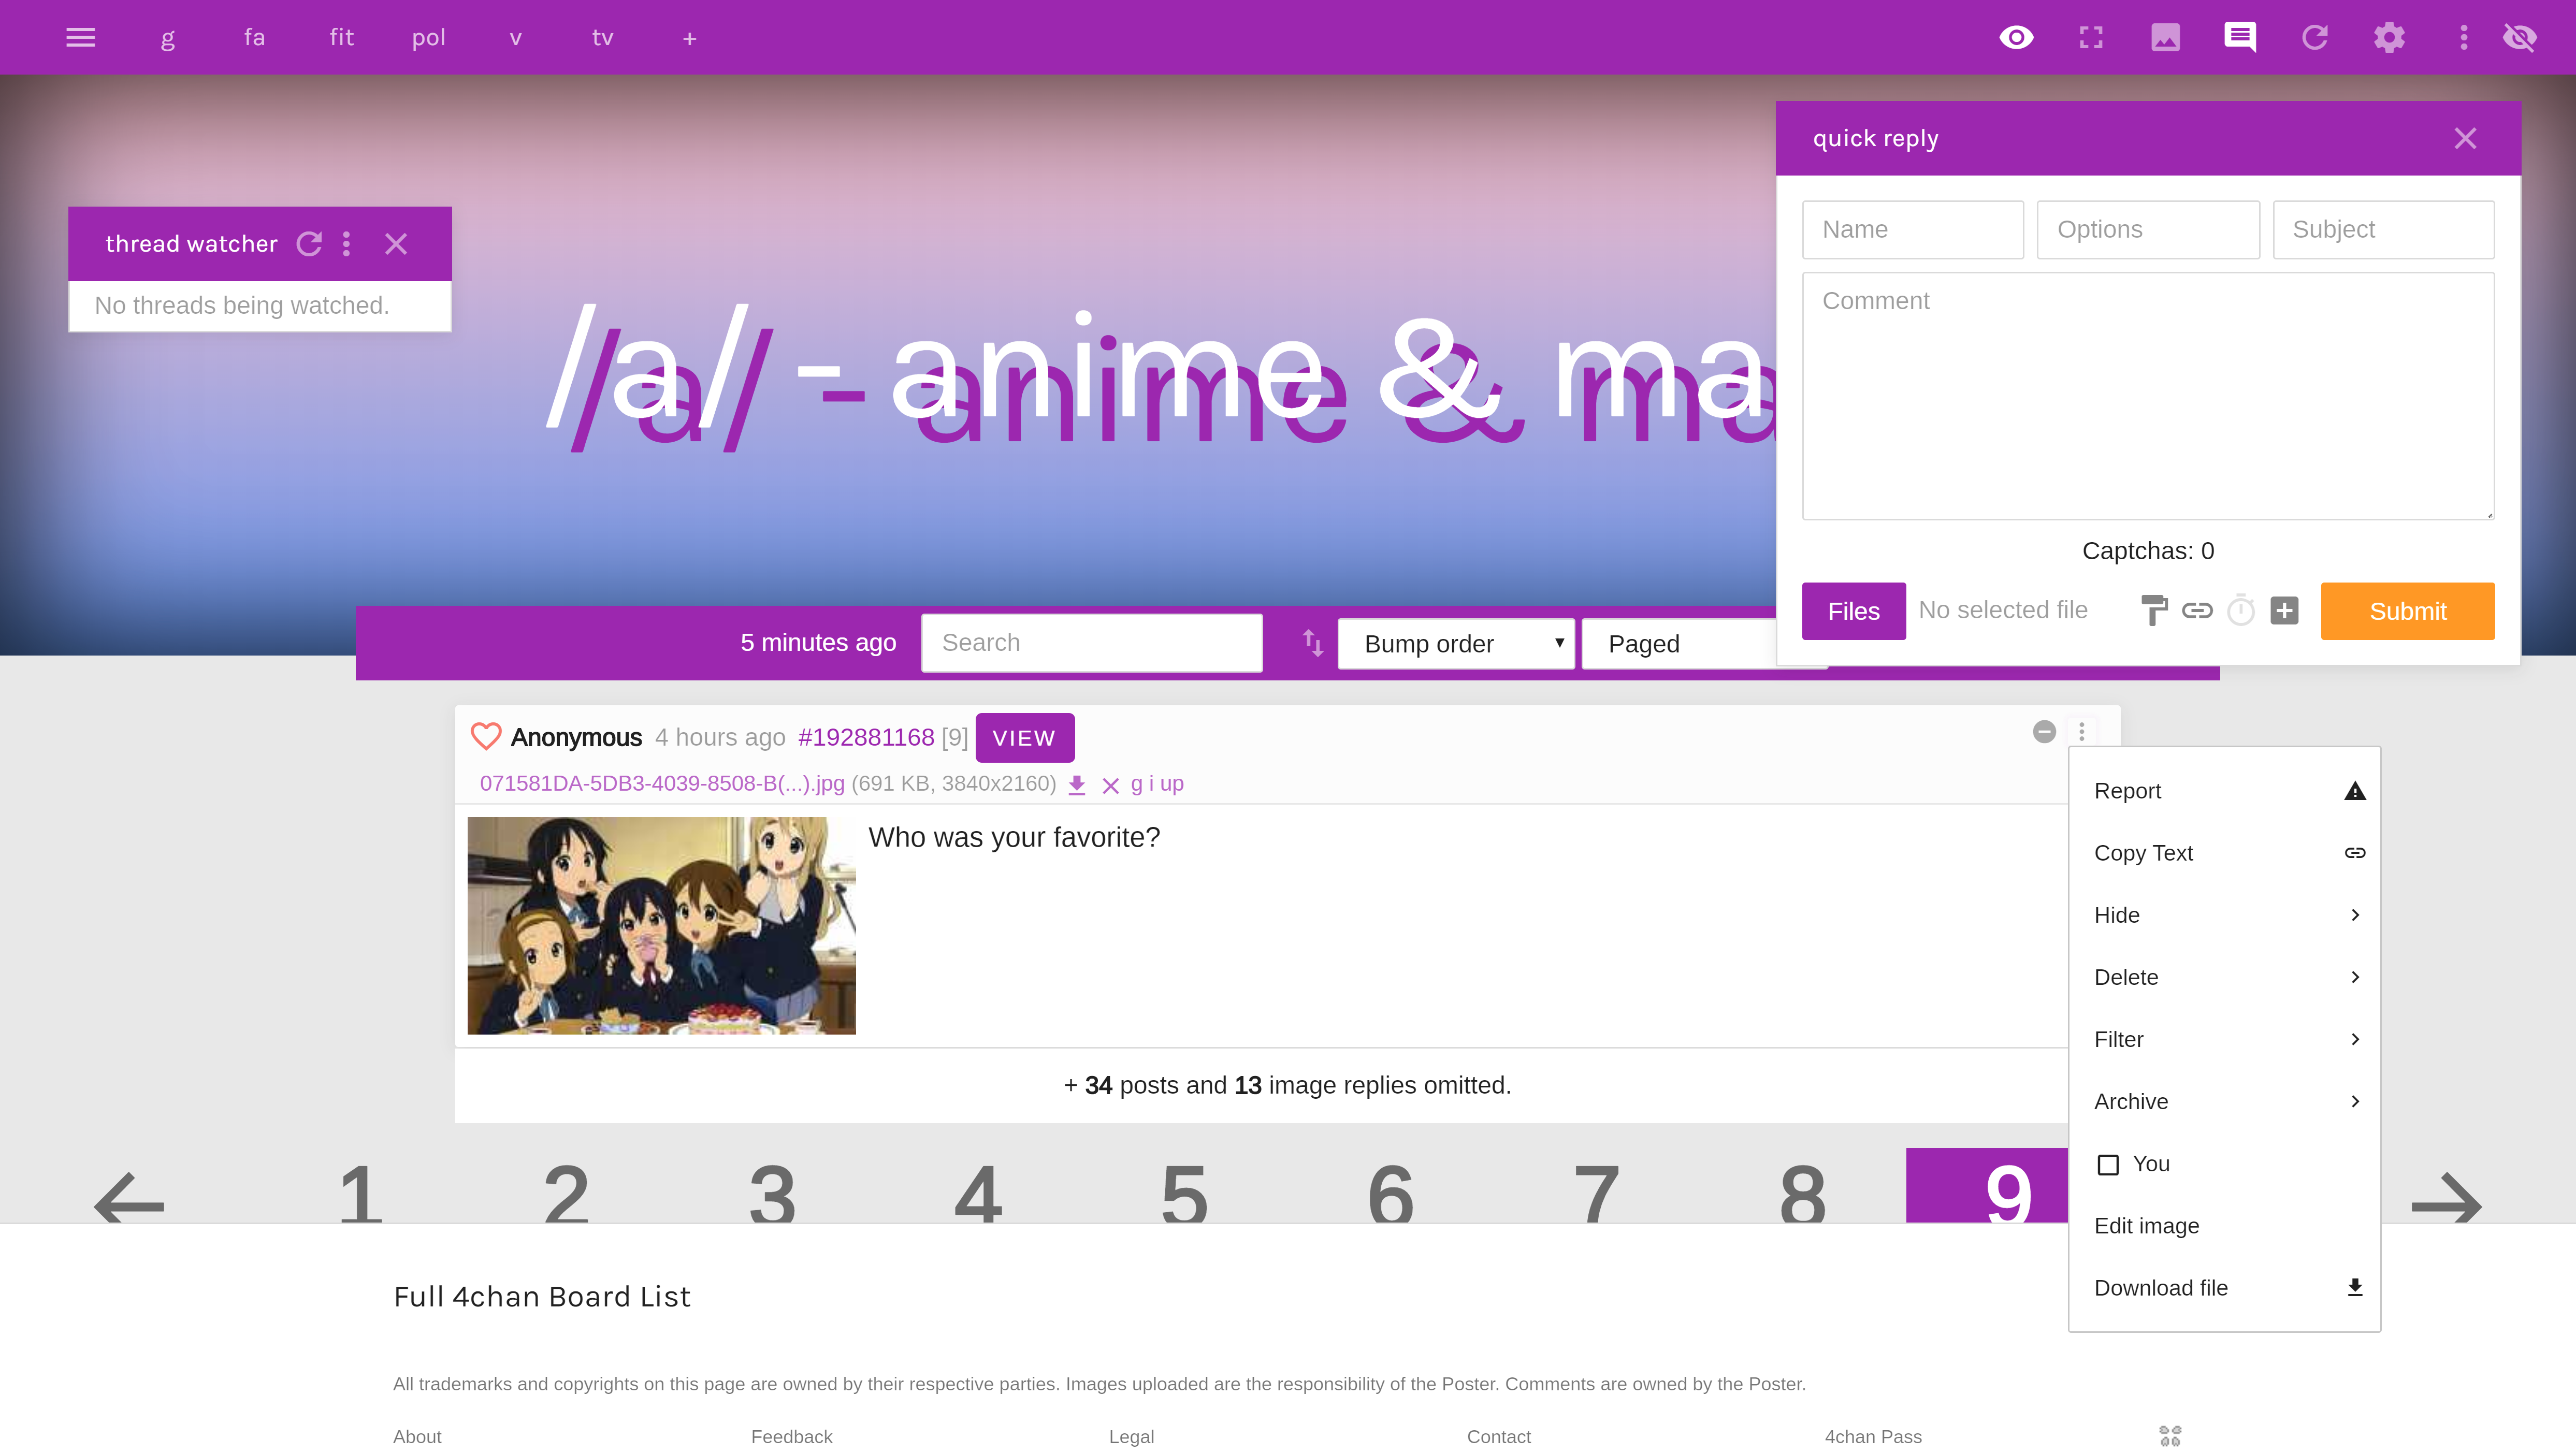 g fa fit pol v tv +
quick reply
Name Options Subject
thread watcher
No threads being watched.
Comment
/a/ - anime & ma
Captchas: 0
Files No selected file Submit
5 minutes ago Search Bump order Paged
Anonymous 4 hours ago #192881168 [9] VIEW
071581DA-5DB3-4039-8508-B(...).jpg (691 KB, 3840x2160) g i up
Who was your favorite?
+ 34 posts and 13 image replies omitted.
Report
Copy Text
Hide
Delete
Filter
Archive
You
Edit image
Download file
1 2 3 4 5 6 7 8 9
Full 4chan Board List
All trademarks and copyrights on this page are owned by their respective parties. Images uploaded are the responsibility of the Poster. Comments are owned by the Poster.
About Feedback Legal Contact 4chan Pass